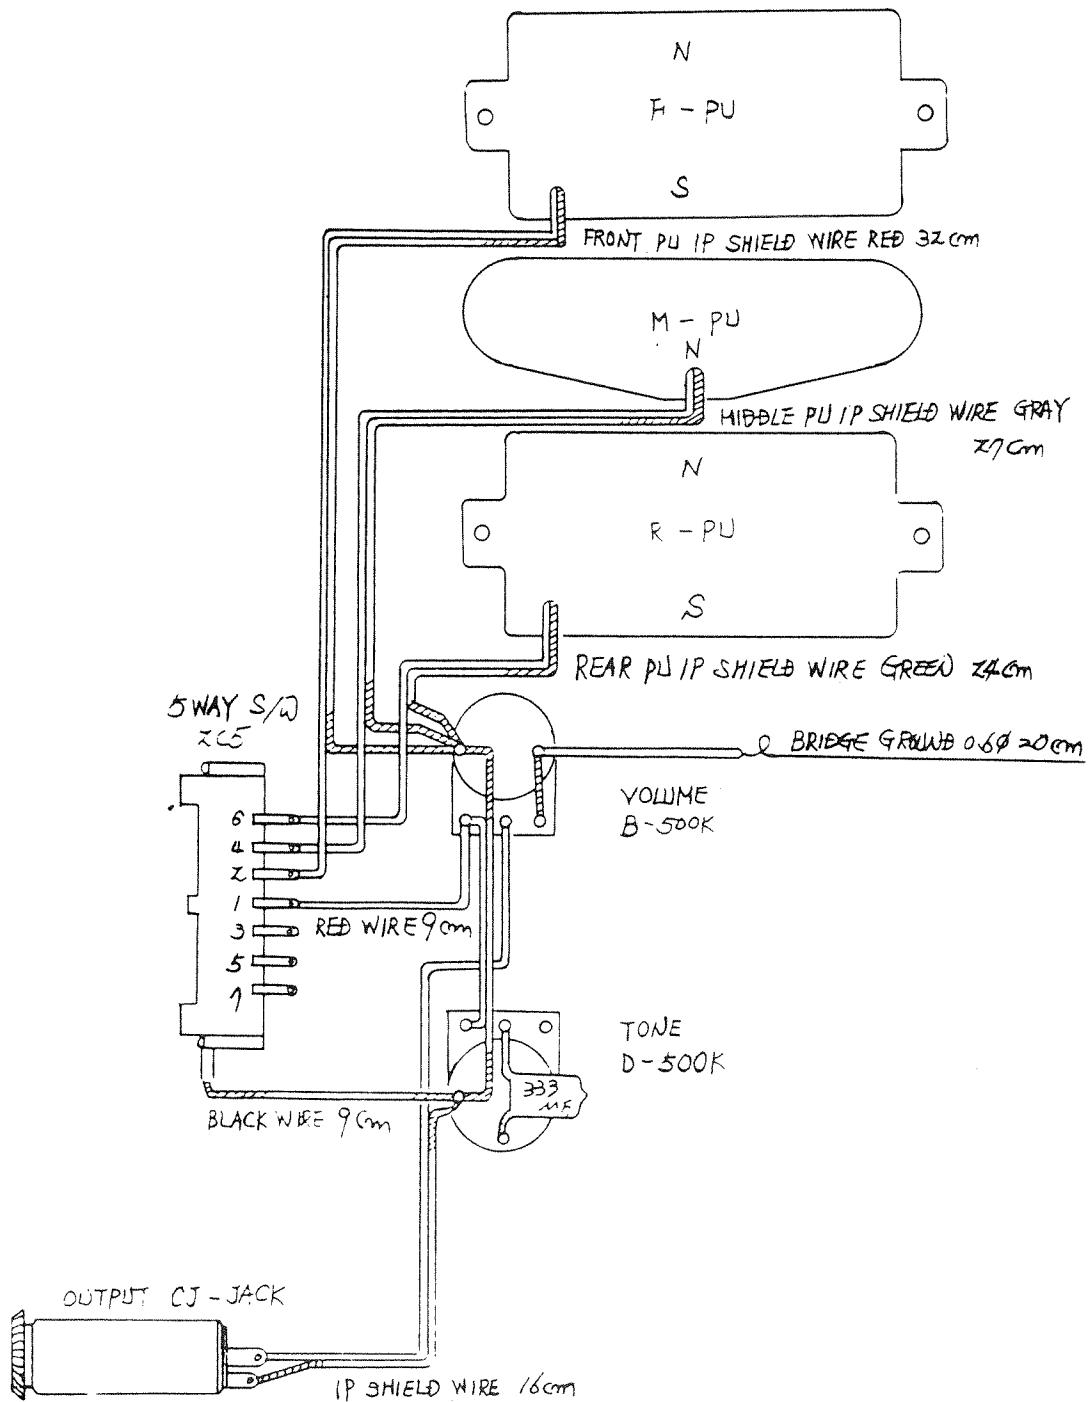 N
F - PU
S
FRONT PU 1P SHIELD WIRE RED 32cm
M - PU
N
MIDDLE PU 1P SHIELD WIRE GRAY
27cm
N
R - PU
S
REAR PU 1P SHIELD WIRE GREEN 24cm
5 WAY S/W
ZC5
BRIDGE GROUND 0.6Ø 20cm
VOLUME
B-500K
6
4
2
1
3
5
7
RED WIRE 9cm
TONE
D-500K
333
MF
BLACK WIRE 9cm
OUTPUT CJ-JACK
1P SHIELD WIRE 16cm